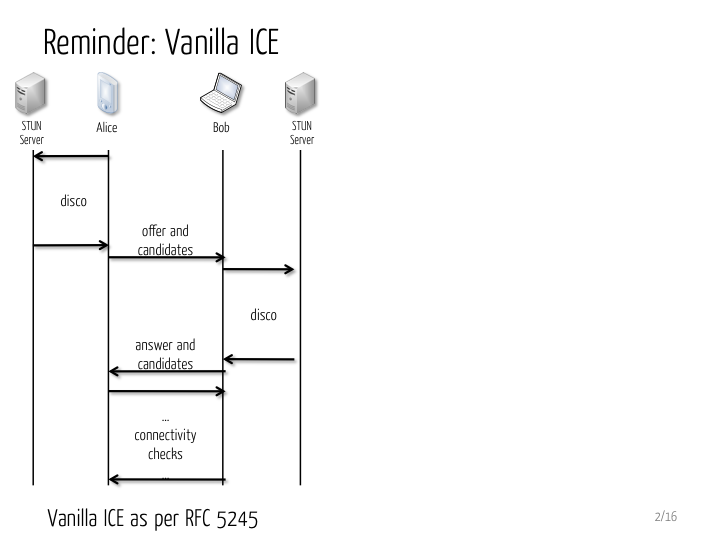 Reminder: Vanilla ICE
STUN
Server
Alice
Bob
STUN
Server
disco
offer and
candidates
disco
answer and
candidates
...
connectivity
checks
...
Vanilla ICE as per RFC 5245
2/16